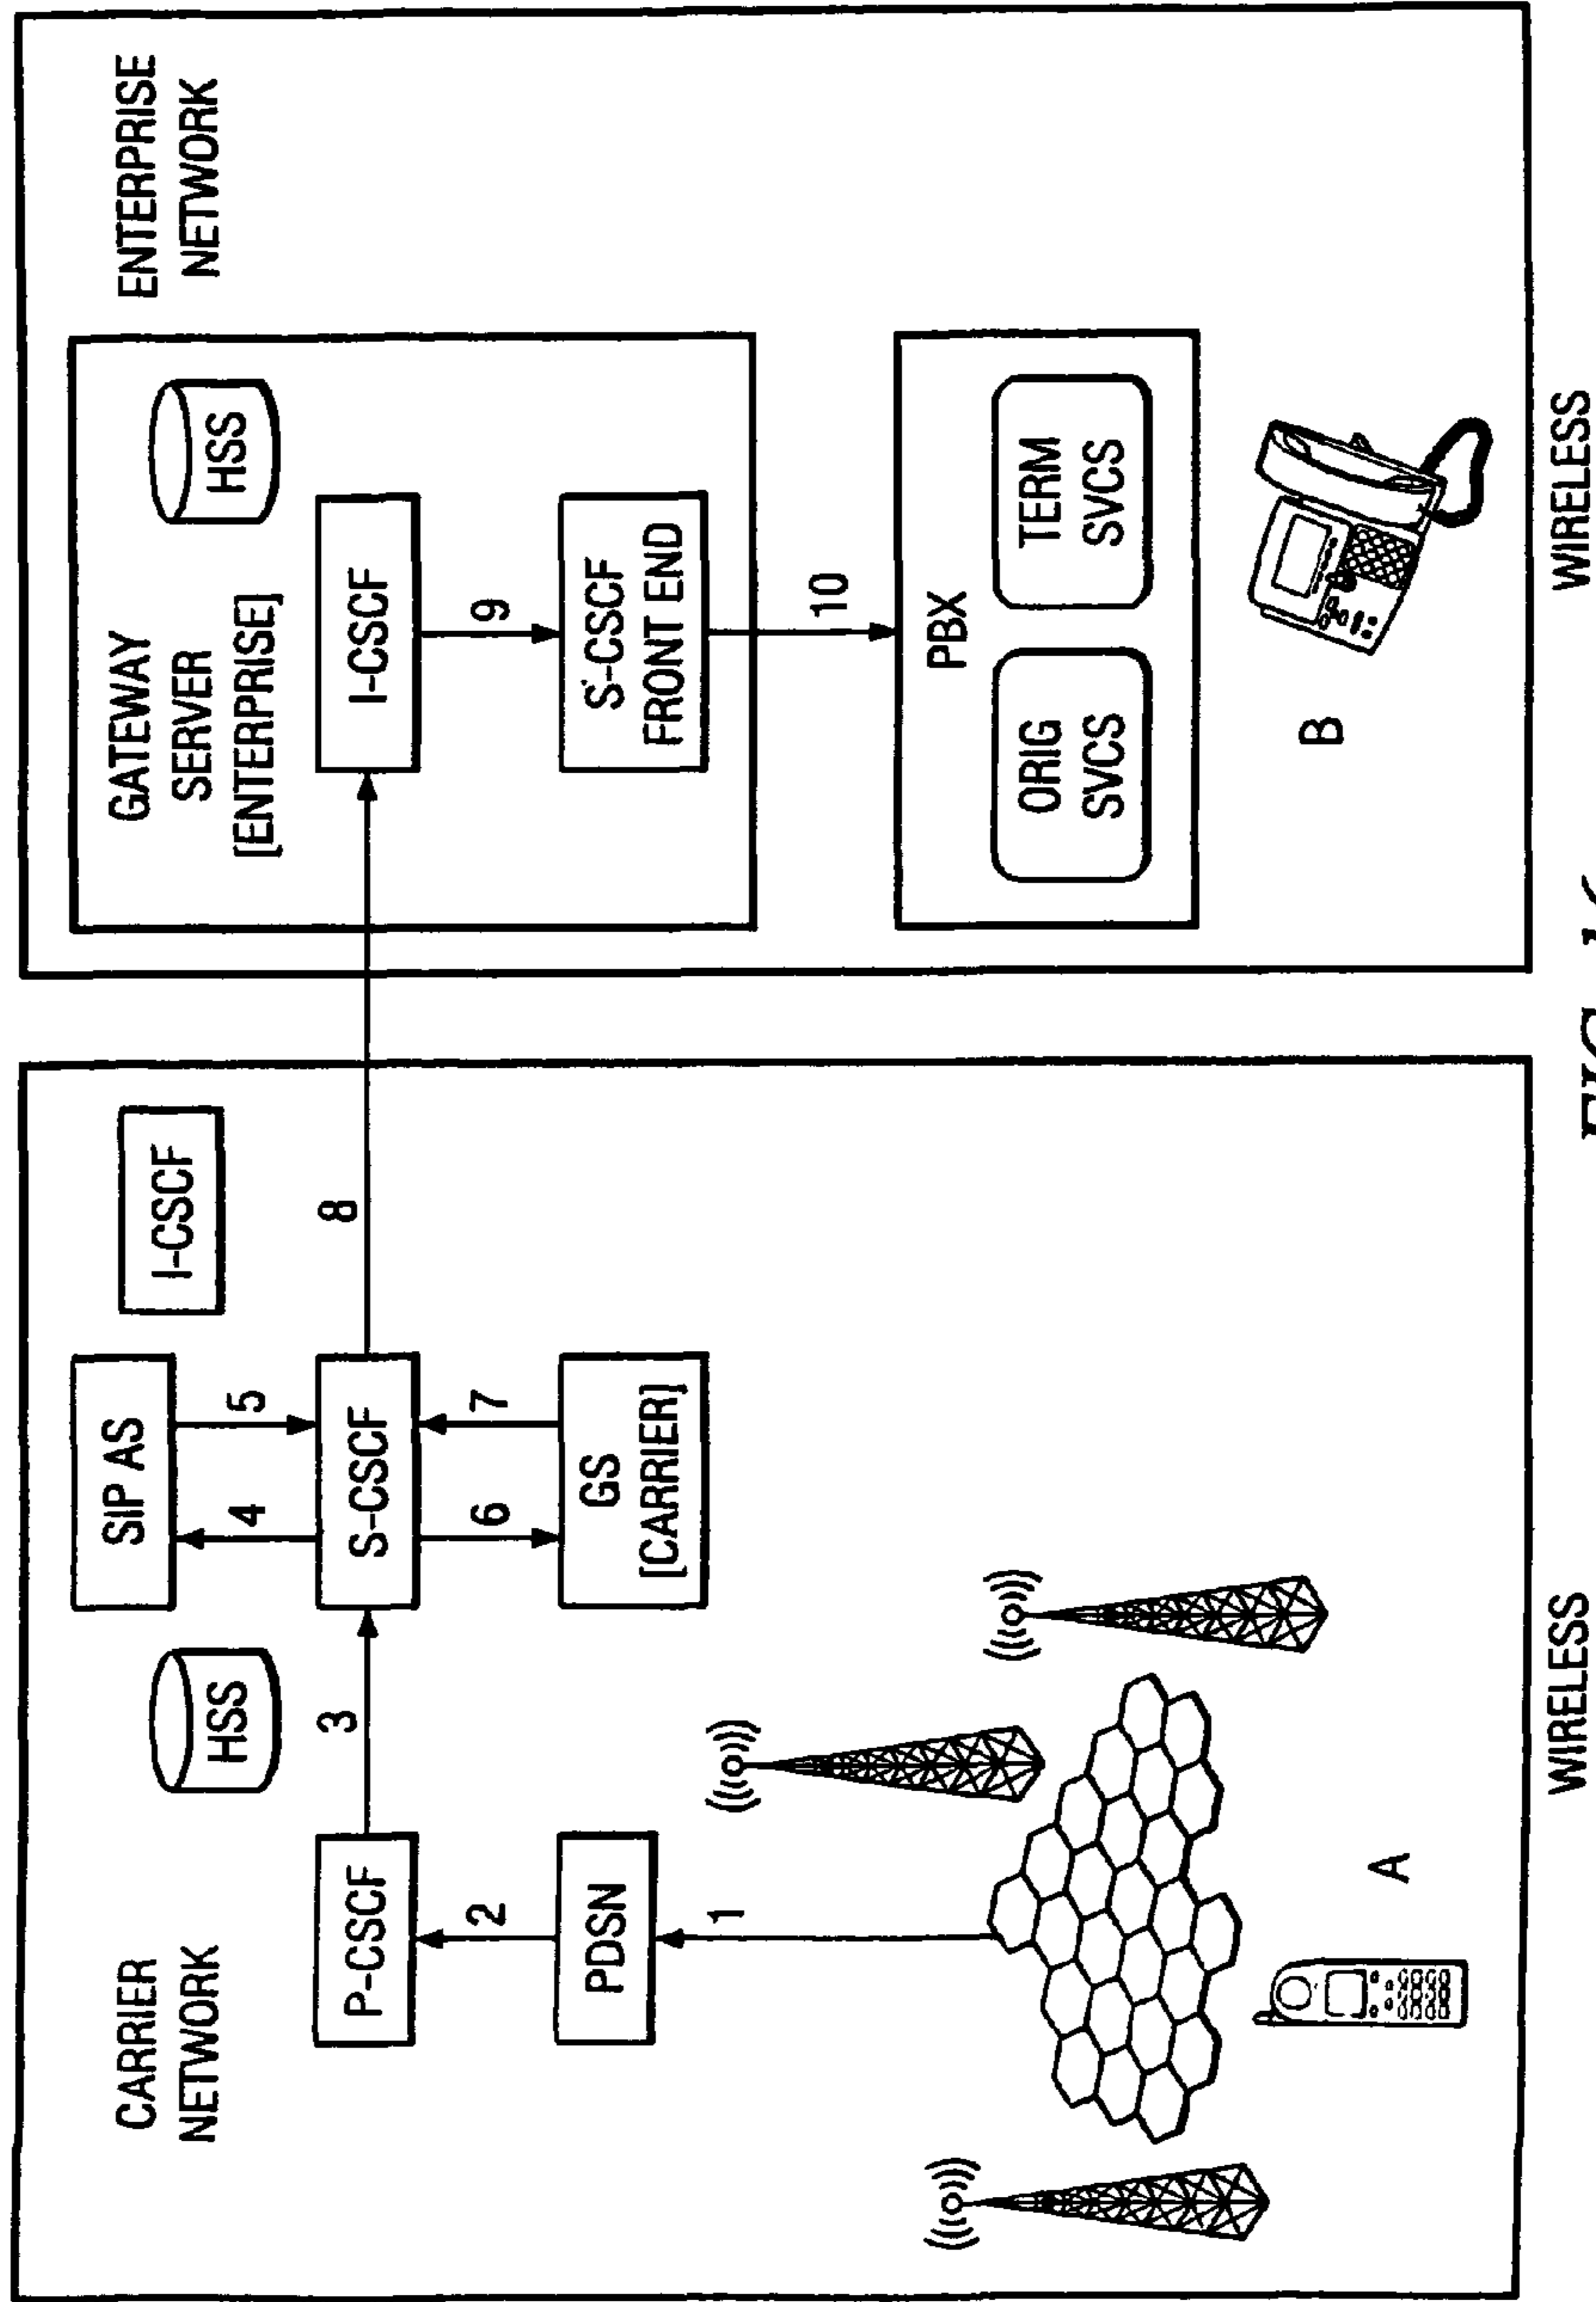 CARRIER
NETWORK
HSS
SIP AS
I-CSCF
4
5
P-CSCF
3
S-CSCF
8
2
6
7
PDSN
GS
[CARRIER]
1
A
WIRELESS
ENTERPRISE
NETWORK
GATEWAY
SERVER
[ENTERPRISE]
HSS
I-CSCF
9
S-CSCF
FRONT END
10
PBX
ORIG
SVCS
TERM
SVCS
B
WIRELESS